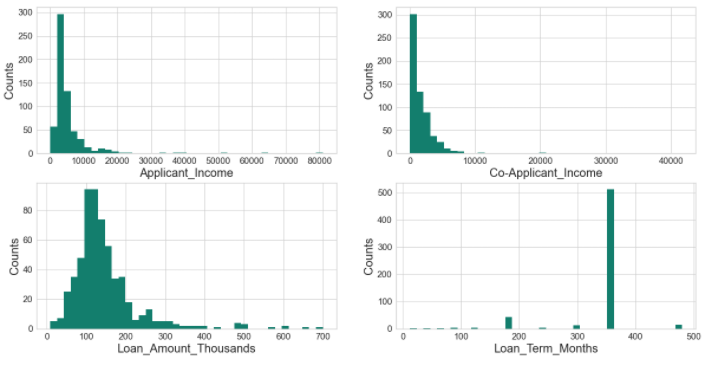 300
250
200
150
100
50
0
Counts
0 10000 20000 30000 40000 50000 60000 70000 80000
Applicant_Income
300
250
200
150
100
50
0
Counts
0 10000 20000 30000 40000
Co-Applicant_Income
80
60
40
20
0
Counts
0 100 200 300 400 500 600 700
Loan_Amount_Thousands
500
400
300
200
100
0
Counts
0 100 200 300 400 500
Loan_Term_Months